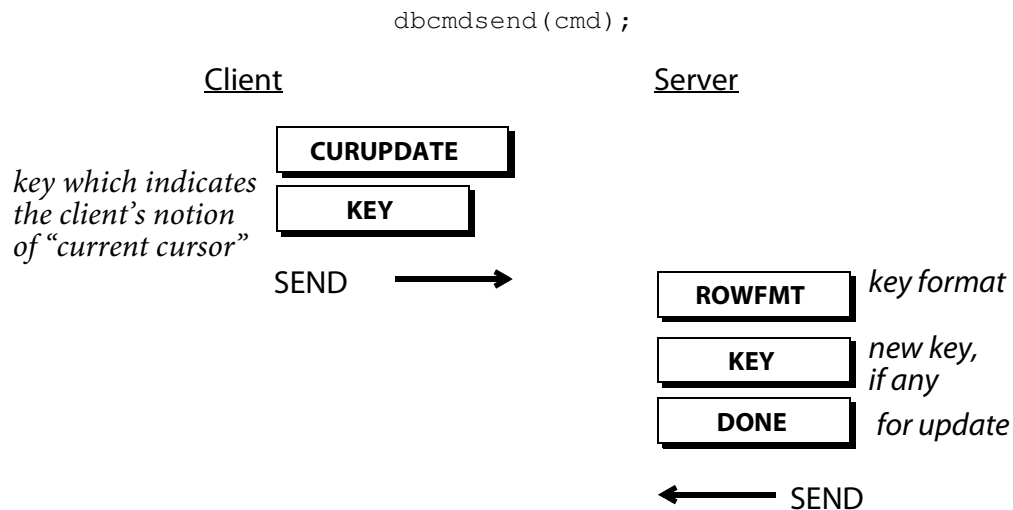 dbcmdsend(cmd);
Client
Server
CURUPDATE
key which indicates
the client’s notion
of “current cursor”
KEY
SEND
ROWFMT
key format
KEY
new key,
if any
DONE
for update
SEND